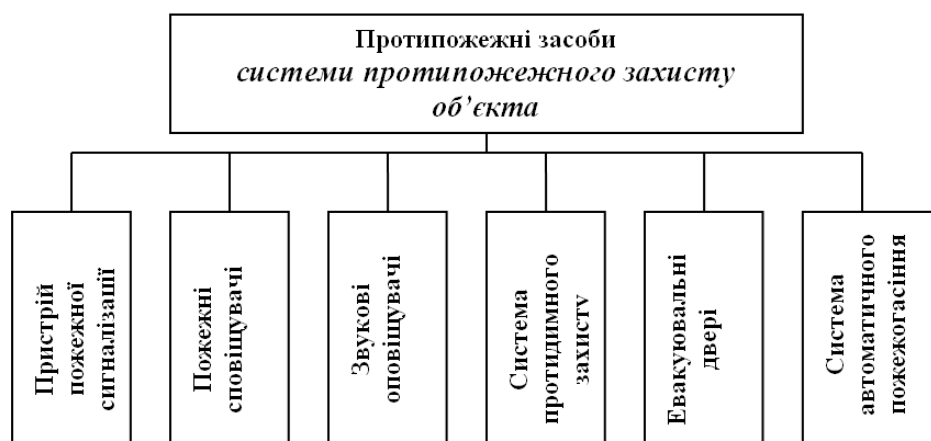 Протипожежні засоби
системи протипожежного захисту
об’єкта
Пристрій
пожежної
сигналізації
Пожежні
сповіщувачі
Звукові
оповіщувачі
Система
протидимного
захисту
Евакуювальні
двері
Система
автоматичного
пожежогасіння